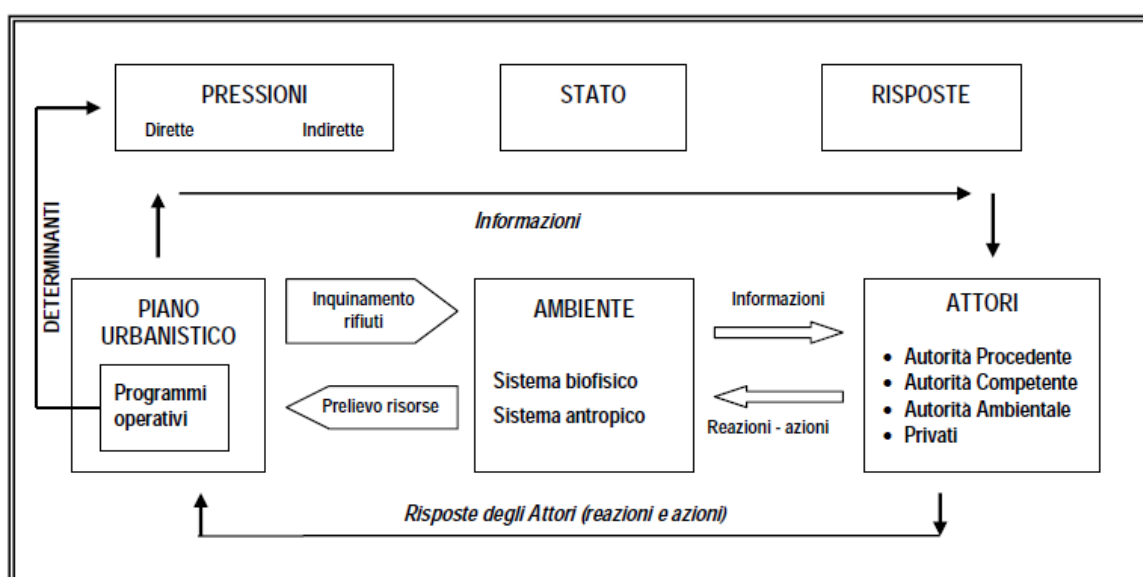 PRESSIONI
Dirette Indirette
STATO
RISPOSTE
DETERMINANTI
Informazioni
PIANO
URBANISTICO
Programmi
operativi
Inquinamento
rifiuti
Prelievo risorse
AMBIENTE
Sistema biofisico
Sistema antropico
Informazioni
Reazioni - azioni
ATTORI
• Autorità Procedente
• Autorità Competente
• Autorità Ambientale
• Privati
Risposte degli Attori (reazioni e azioni)